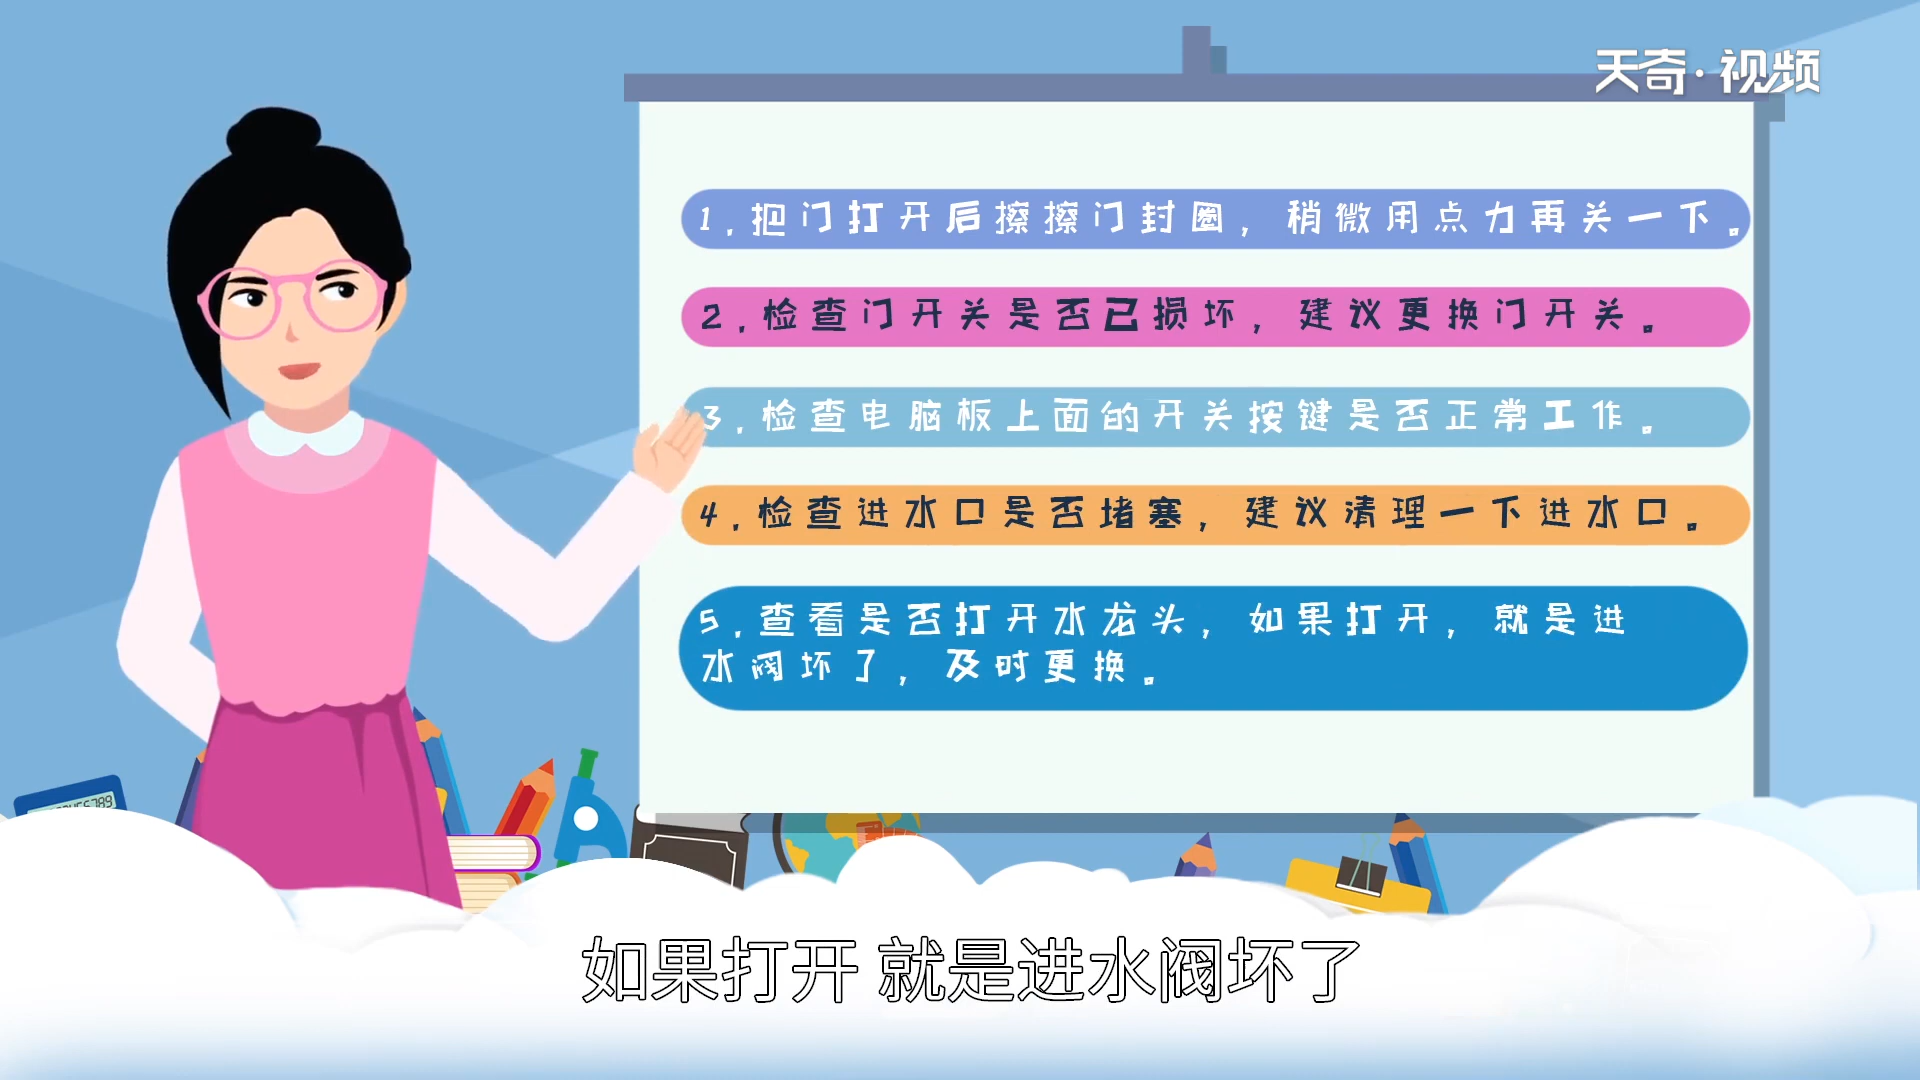 天奇·视频
1.把门打开后擦擦门封圈，稍微用点力再关一下。
2.检查门开关是否已损坏，建议更换门开关。
3.检查电脑板上面的开关按键是否正常工作。
4.检查进水口是否堵塞，建议清理一下进水口。
5.查看是否打开水龙头，如果打开，就是进
水阀坏了，及时更换。
如果打开 就是进水阀坏了